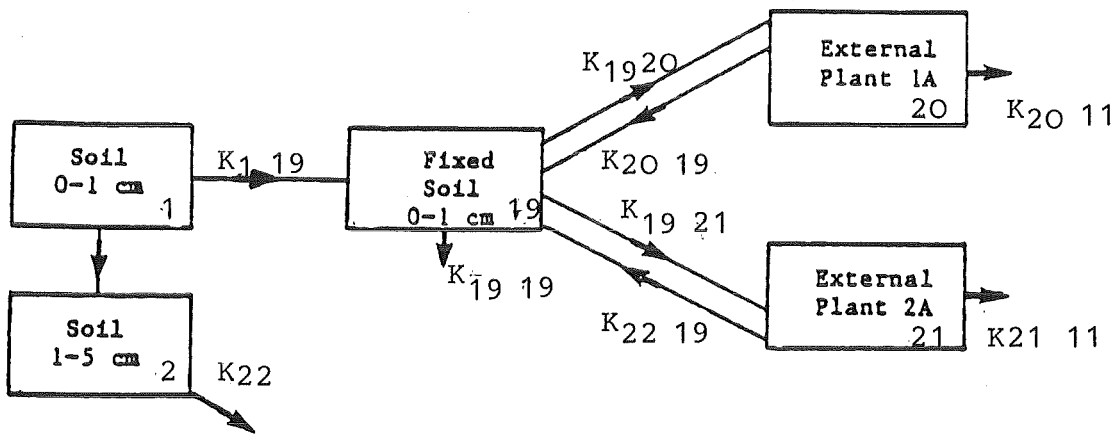 External
Plant 1A
20
K19 20
K20 11
Soil
0-1 cm
1
K1 19
Fixed
Soil
0-1 cm 19
K20 19
K19 21
K19 19
External
Plant 2A
21
K22 19
K21 11
Soil
1-5 cm
2
K22